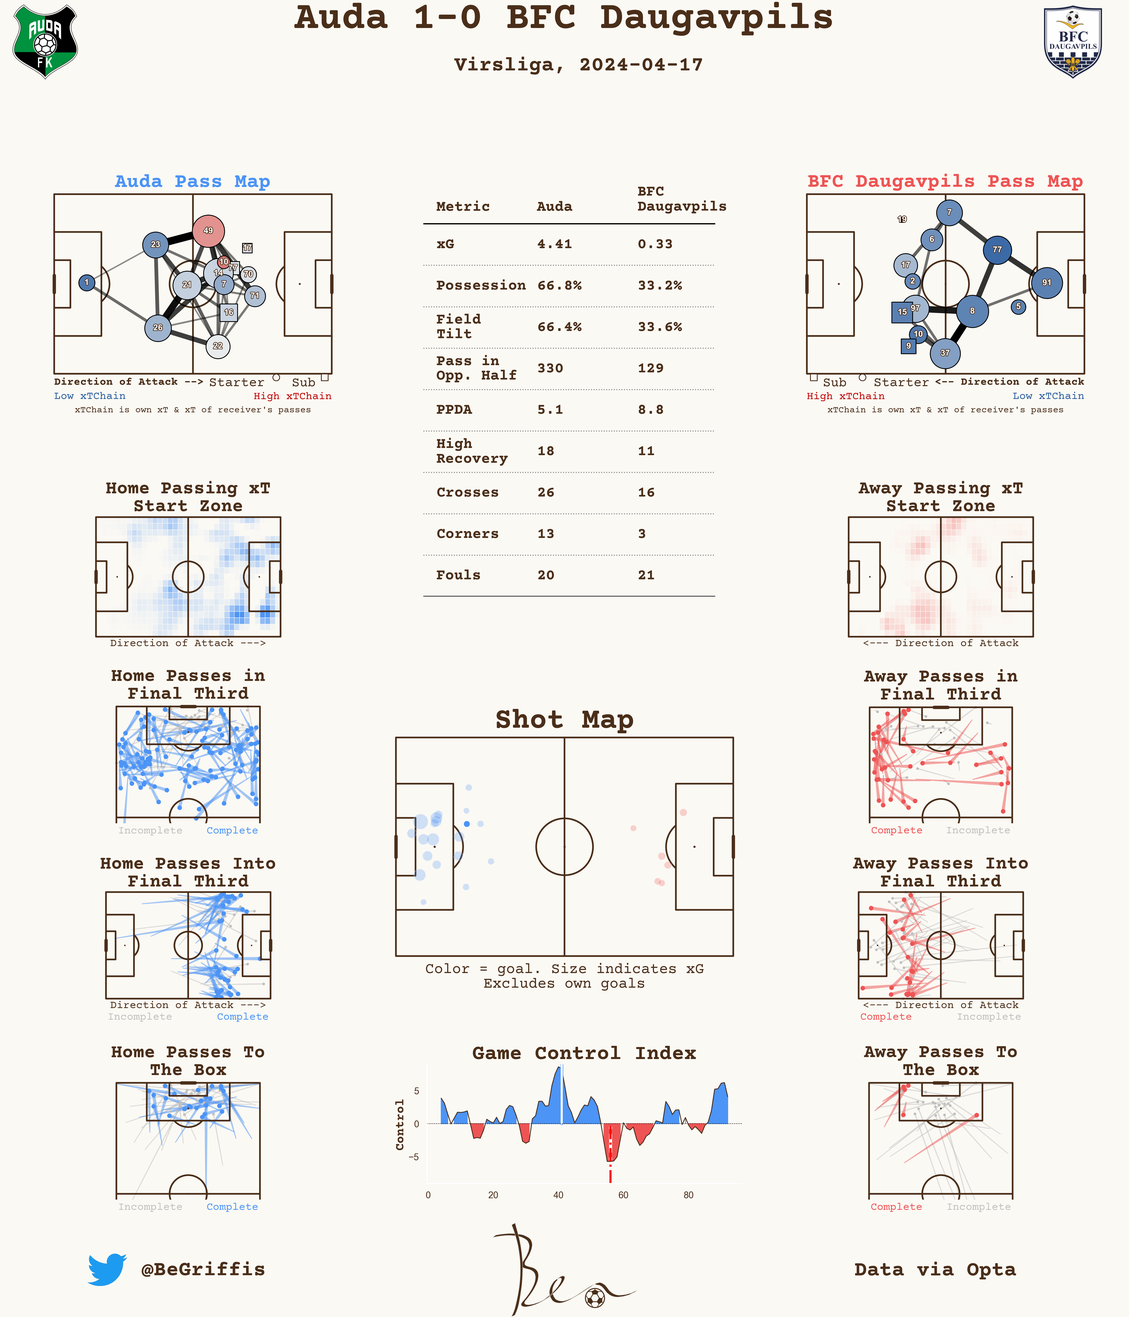 Auda 1-0 BFC Daugavpils
Virsliga, 2024-04-17
AUDA
FK
BFC
DAUGAVPILS
Auda Pass Map
49
23
17
10
14
70
1
21
7
71
16
26
22
Direction of Attack --> Starter Sub
Low xTChain High xTChain
xTChain is own xT & xT of receiver's passes
BFC
Metric Auda Daugavpils
xG 4.41 0.33
Possession 66.8% 33.2%
Field
Tilt 66.4% 33.6%
Pass in
Opp. Half 330 129
PPDA 5.1 8.8
High
Recovery 18 11
Crosses 26 16
Corners 13 3
Fouls 20 21
BFC Daugavpils Pass Map
7
19
6
77
17
2
91
97
15
8
5
10
9
37
Sub Starter <-- Direction of Attack
High xTChain Low xTChain
xTChain is own xT & xT of receiver's passes
Home Passing xT
Start Zone
Direction of Attack --->
Away Passing xT
Start Zone
<--- Direction of Attack
Home Passes in
Final Third
Incomplete Complete
Away Passes in
Final Third
Complete Incomplete
Shot Map
Color = goal. Size indicates xG
Excludes own goals
Home Passes Into
Final Third
Direction of Attack --->
Incomplete Complete
Away Passes Into
Final Third
<--- Direction of Attack
Complete Incomplete
Home Passes To
The Box
Incomplete Complete
Game Control Index
Control
5
0
−5
0 20 40 60 80
Away Passes To
The Box
Complete Incomplete
@BeGriffis
Ben
Data via Opta